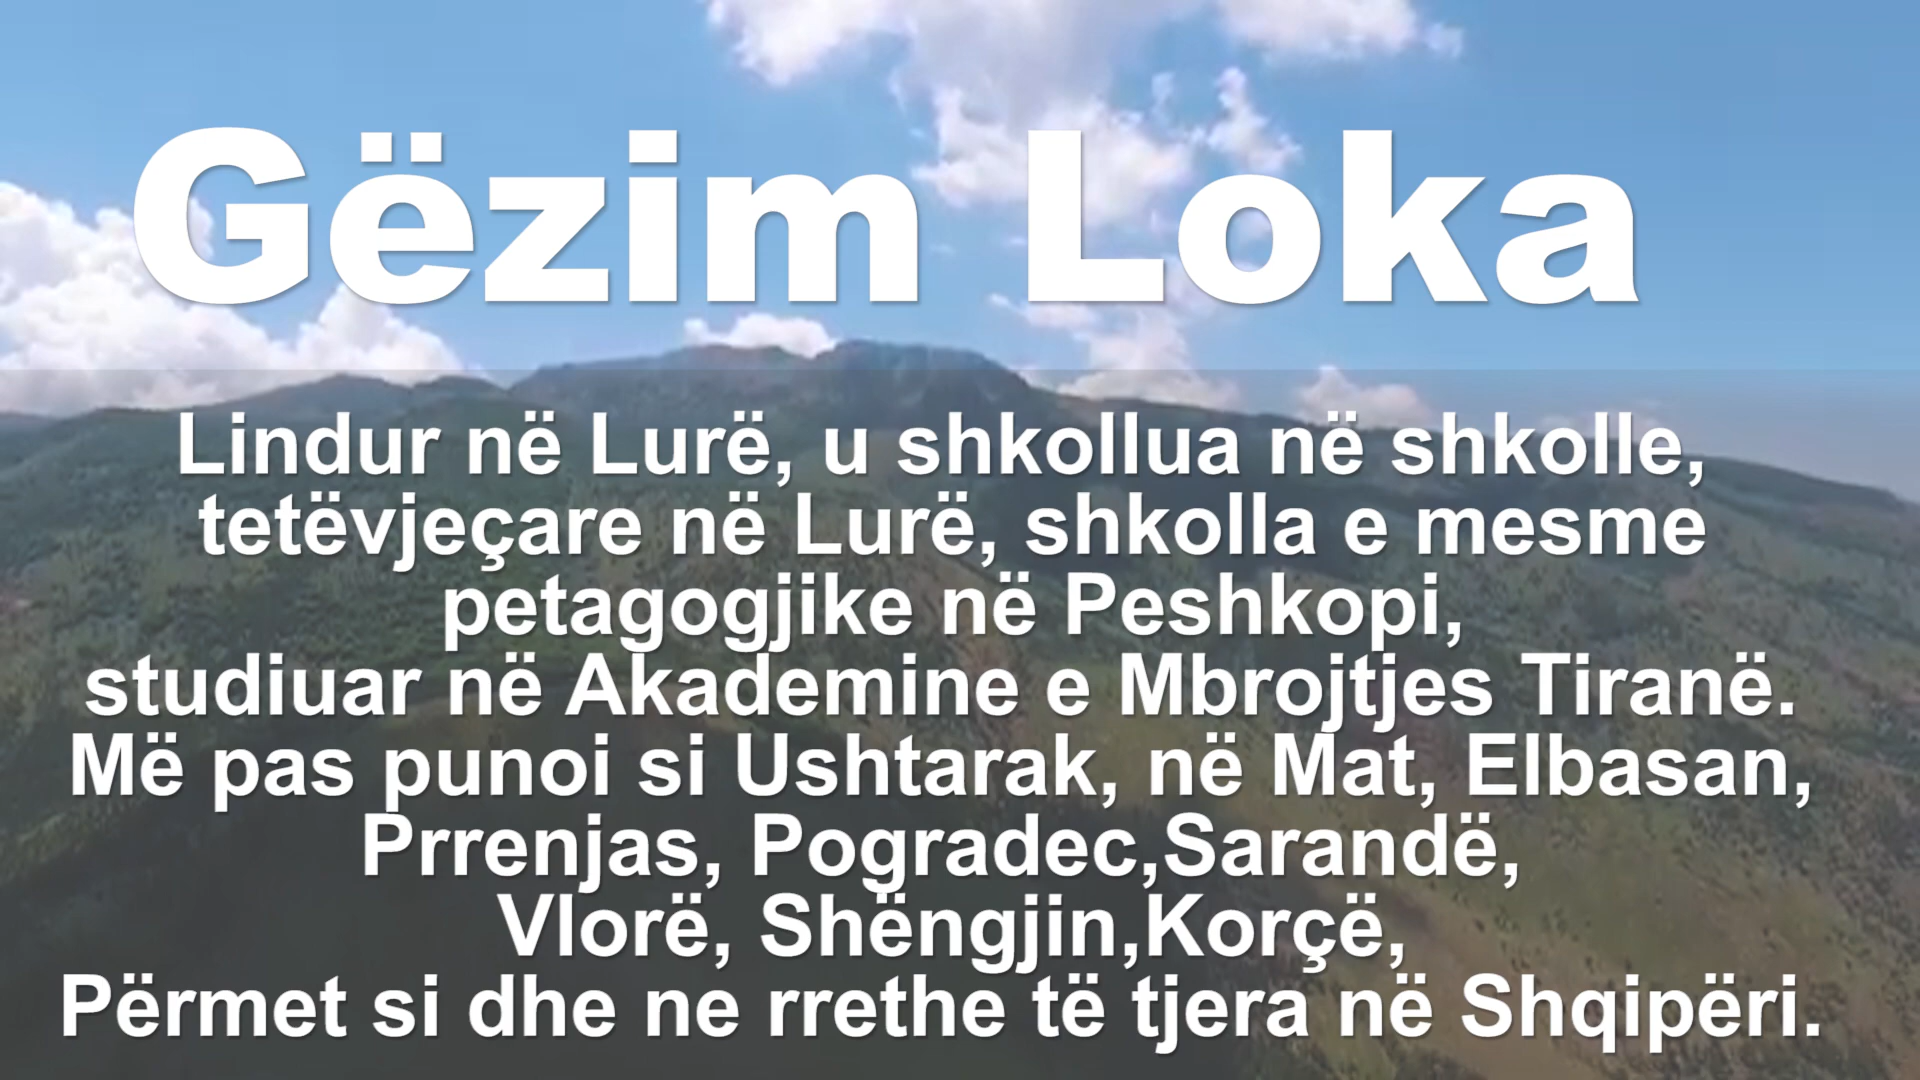 Gëzim Loka
Lindur në Lurë, u shkollua në shkolle,
tetëvjeçare në Lurë, shkolla e mesme
petagogjike në Peshkopi,
studiuar në Akademine e Mbrojtjes Tiranë.
Më pas punoi si Ushtarak, në Mat, Elbasan,
Prrenjas, Pogradec,Sarandë,
Vlorë, Shëngjin,Korçë,
Përmet si dhe ne rrethe të tjera në Shqipëri.